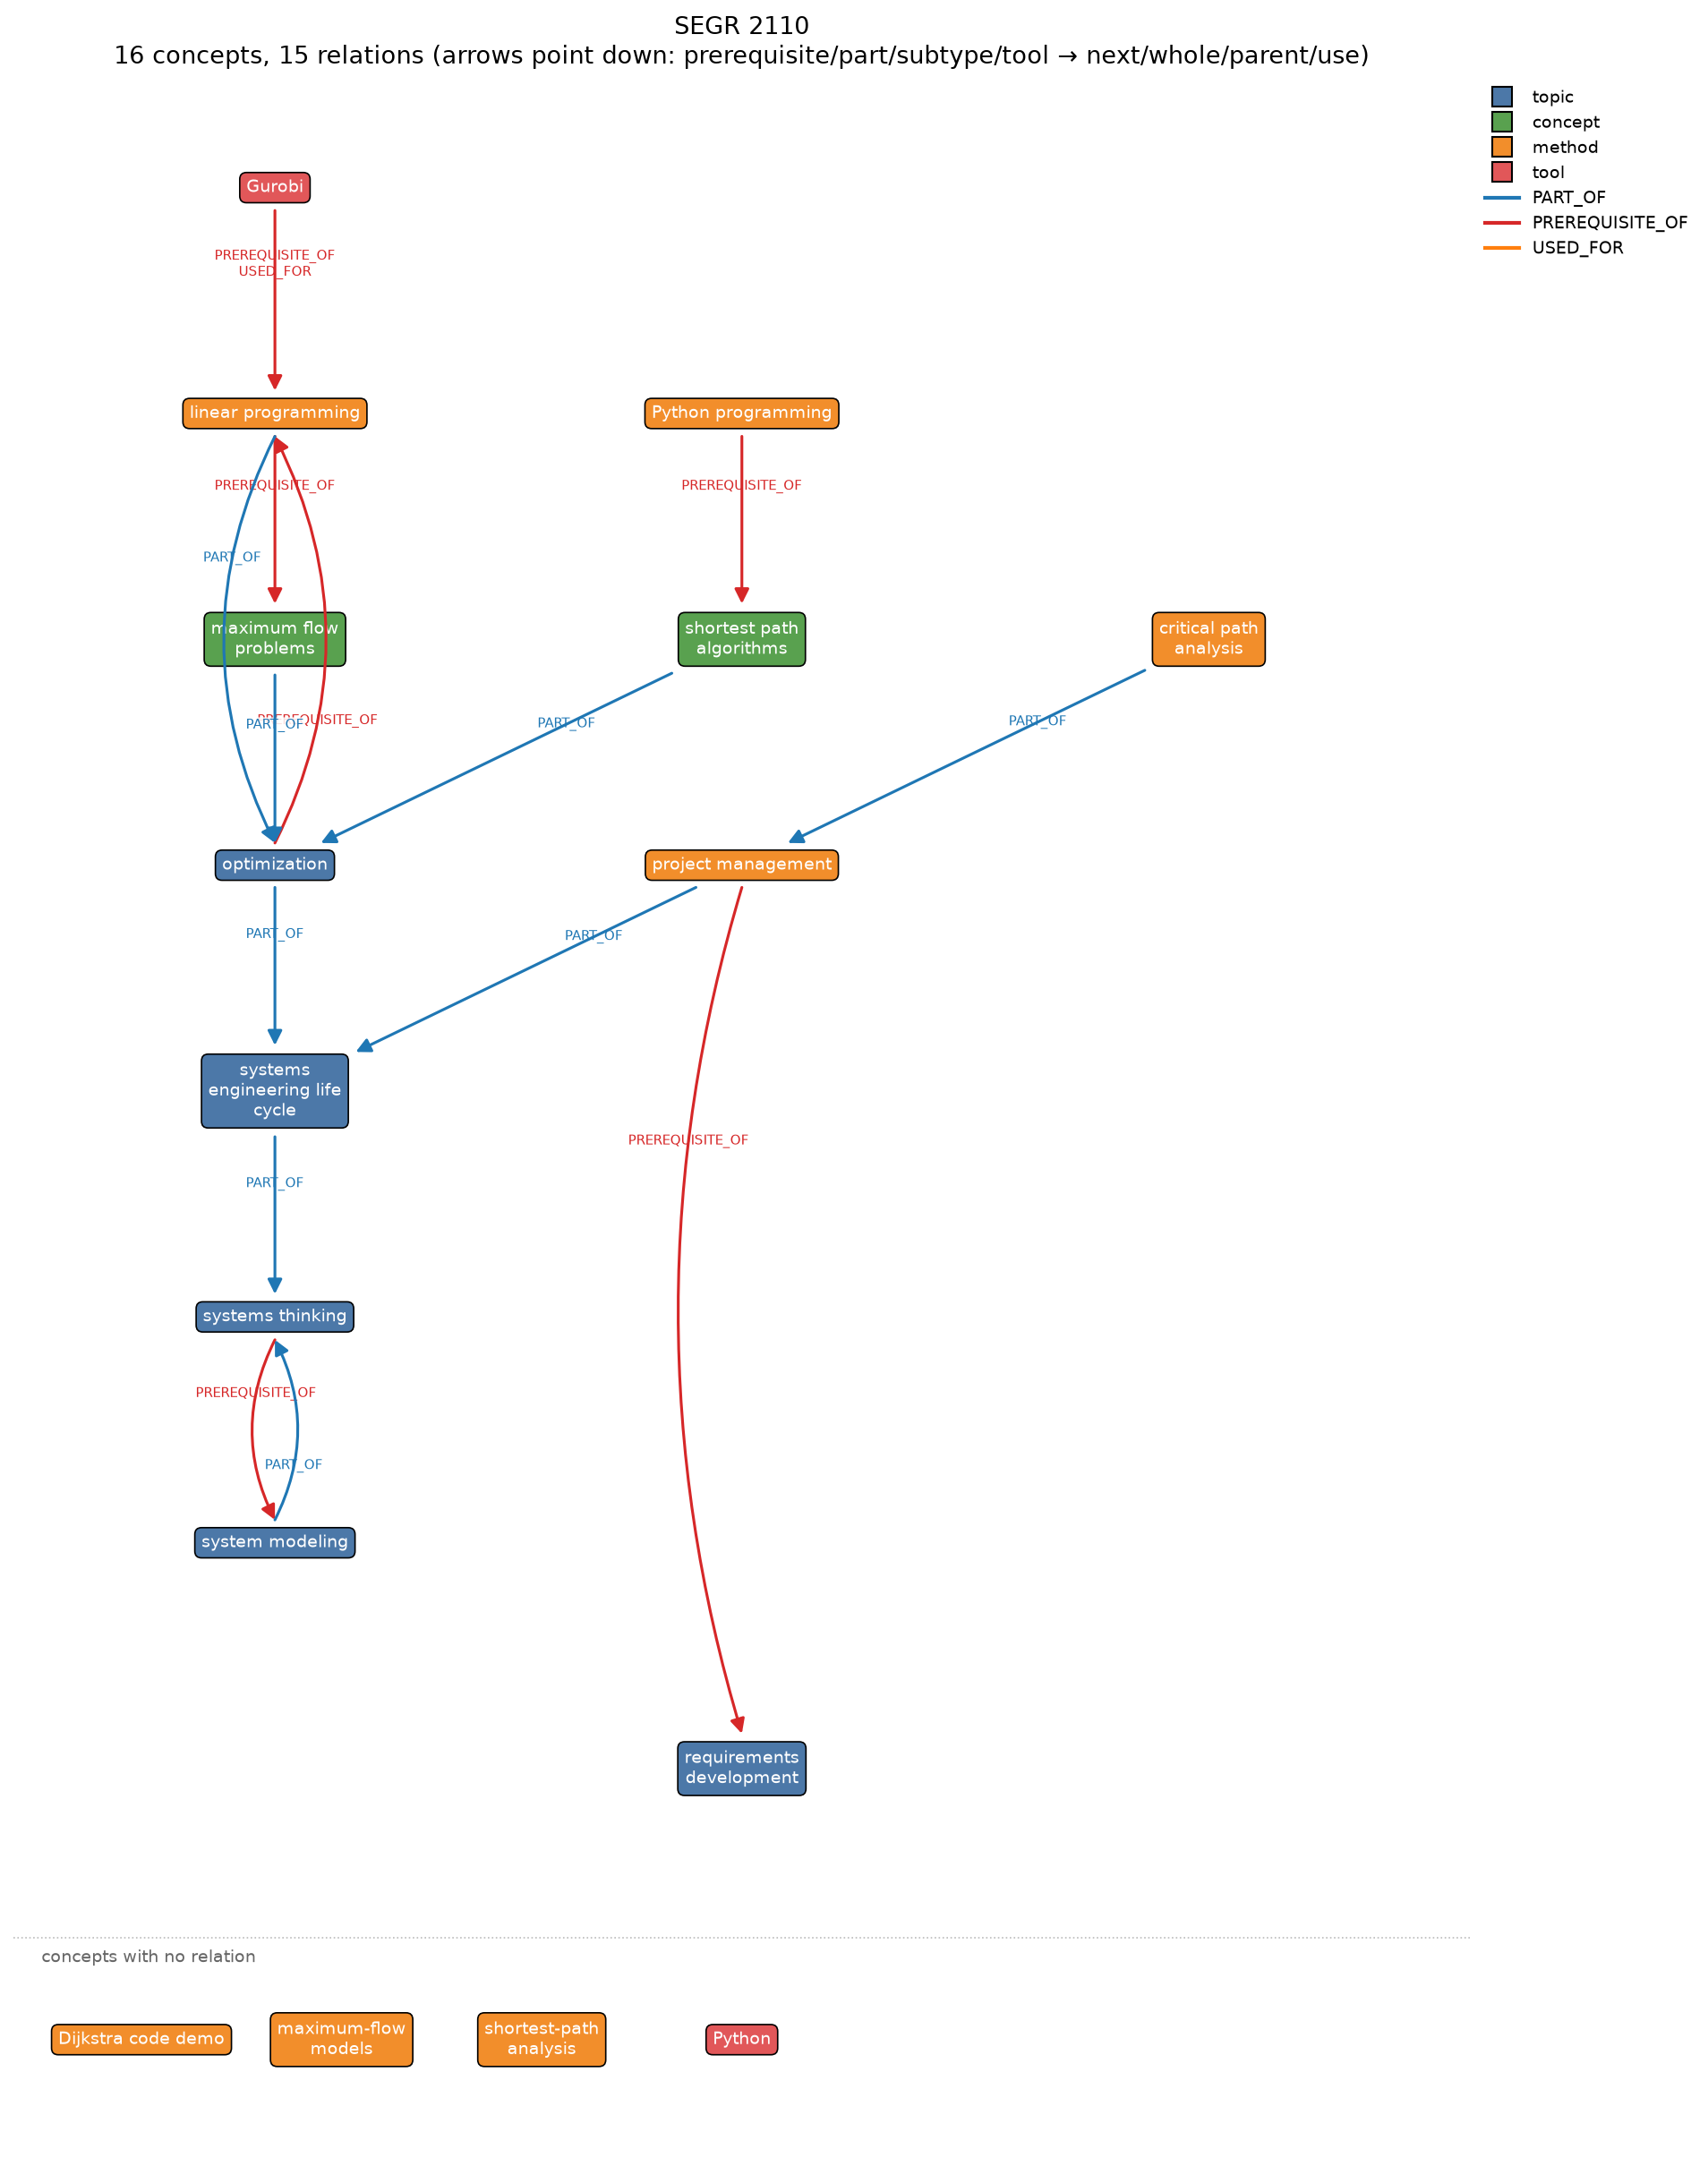 SEGR 2110
16 concepts, 15 relations (arrows point down: prerequisite/part/subtype/tool → next/whole/parent/use)
topic
concept
method
tool
PART_OF
PREREQUISITE_OF
USED_FOR
Gurobi
PREREQUISITE_OF
USED_FOR
linear programming
Python programming
PREREQUISITE_OF
PREREQUISITE_OF
PART_OF
maximum flow
problems
shortest path
algorithms
critical path
analysis
PREREQUISITE_OF
PART_OF
PART_OF
PART_OF
optimization
project management
PART_OF
PART_OF
systems
engineering life
cycle
PREREQUISITE_OF
PART_OF
systems thinking
PREREQUISITE_OF
PART_OF
system modeling
requirements
development
concepts with no relation
Dijkstra code demo
maximum-flow
models
shortest-path
analysis
Python